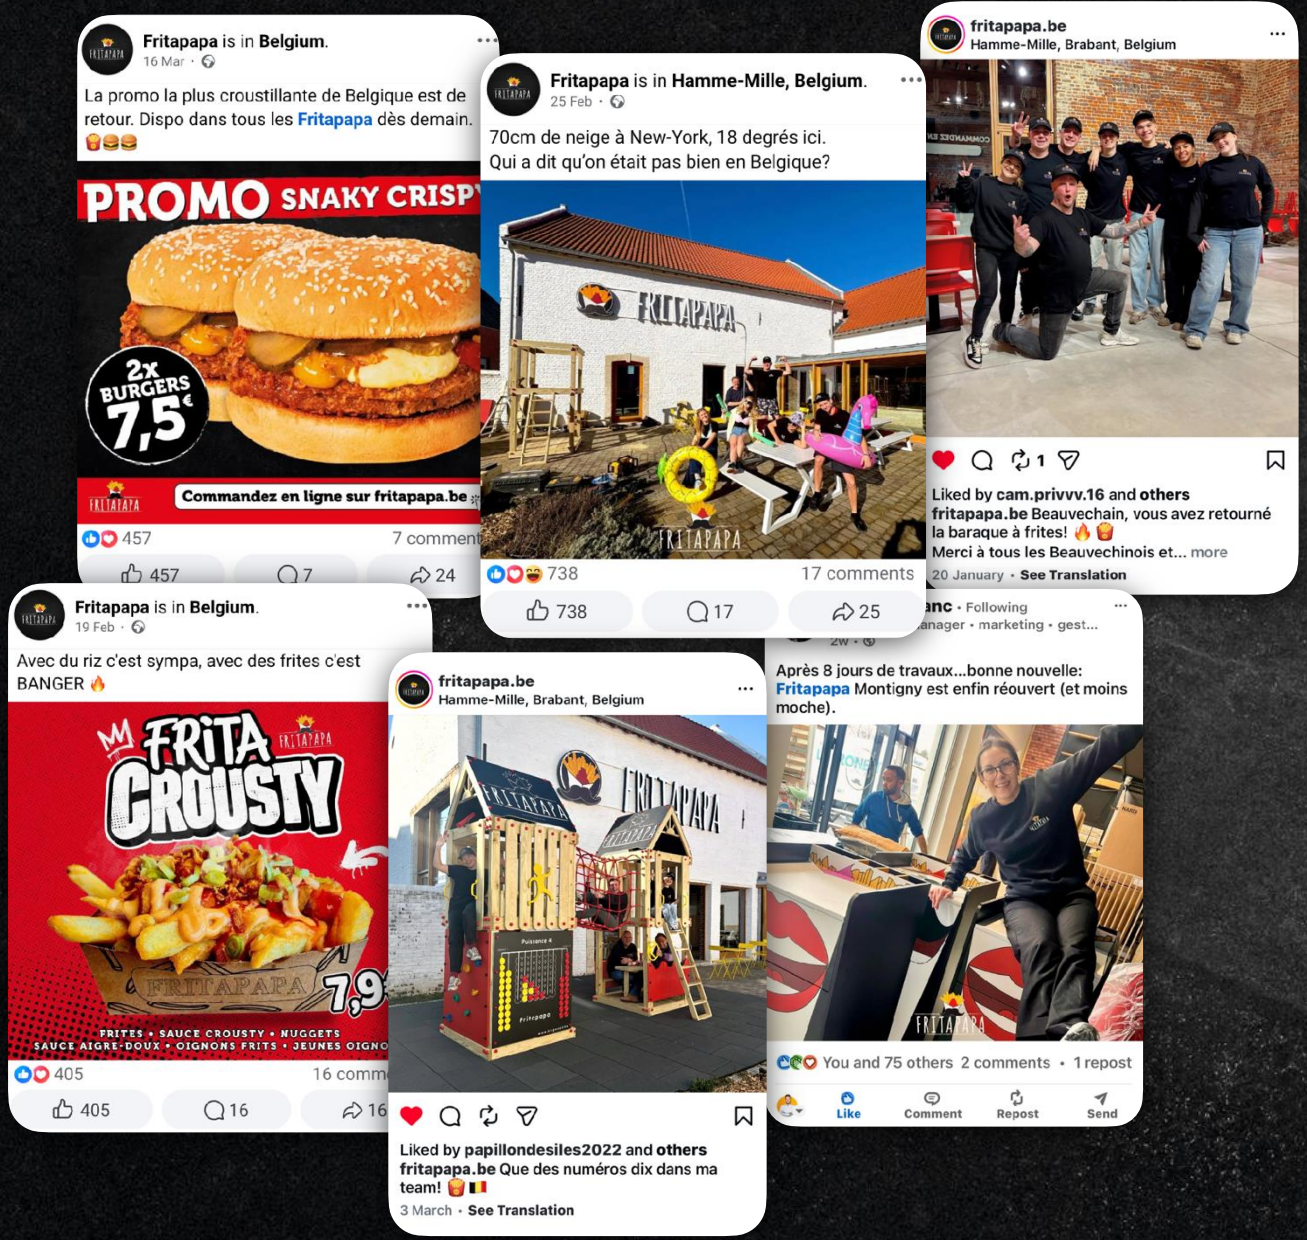 Fritapapa is in Belgium.
16 Mar
La promo la plus croustillante de Belgique est de
retour. Dispo dans tous les Fritapapa dès demain.
PROMO SNAKY CRISPY
2x
BURGERS
7,5€
FRITAPAPA
Commandez en ligne sur fritapapa.be
457
7 comment
457
7
24
Fritapapa is in Hamme-Mille, Belgium.
25 Feb
70cm de neige à New-York, 18 degrés ici.
Qui a dit qu'on était pas bien en Belgique?
FRITAPAPA
FRITAPAPA
738
17 comments
738
17
25
fritapapa.be
Hamme-Mille, Brabant, Belgium
COMMANDEZ EN
1
Liked by cam.privvv.16 and others
fritapapa.be Beauvechain, vous avez retourné
la baraque à frites! 🔥 🍟
Merci à tous les Beauvechinois et... more
20 January • See Translation
Fritapapa is in Belgium.
19 Feb
Avec du riz c'est sympa, avec des frites c'est
BANGER 🔥
FRITA
CROUSTY
FRITAPAPA
FRITAPAPA
7,9
FRITES • SAUCE CROUSTY • NUGGETS
SAUCE AIGRE-DOUX • OIGNONS FRITS • JEUNES OIGNO
405
16 comm
405
16
16
fritapapa.be
Hamme-Mille, Brabant, Belgium
FRITAPAPA
FRITAPAPA
FRITAPAPA
Puissance 4
Fritapapa
Liked by papillondesiles2022 and others
fritapapa.be Que des numéros dix dans ma
team! 🍟 🇧🇪
3 March • See Translation
anc • Following
anager • marketing • gest...
2w
Après 8 jours de travaux...bonne nouvelle:
Fritapapa Montigny est enfin réouvert (et moins
moche).
FRITAPAPA
You and 75 others 2 comments • 1 repost
Like
Comment
Repost
Send